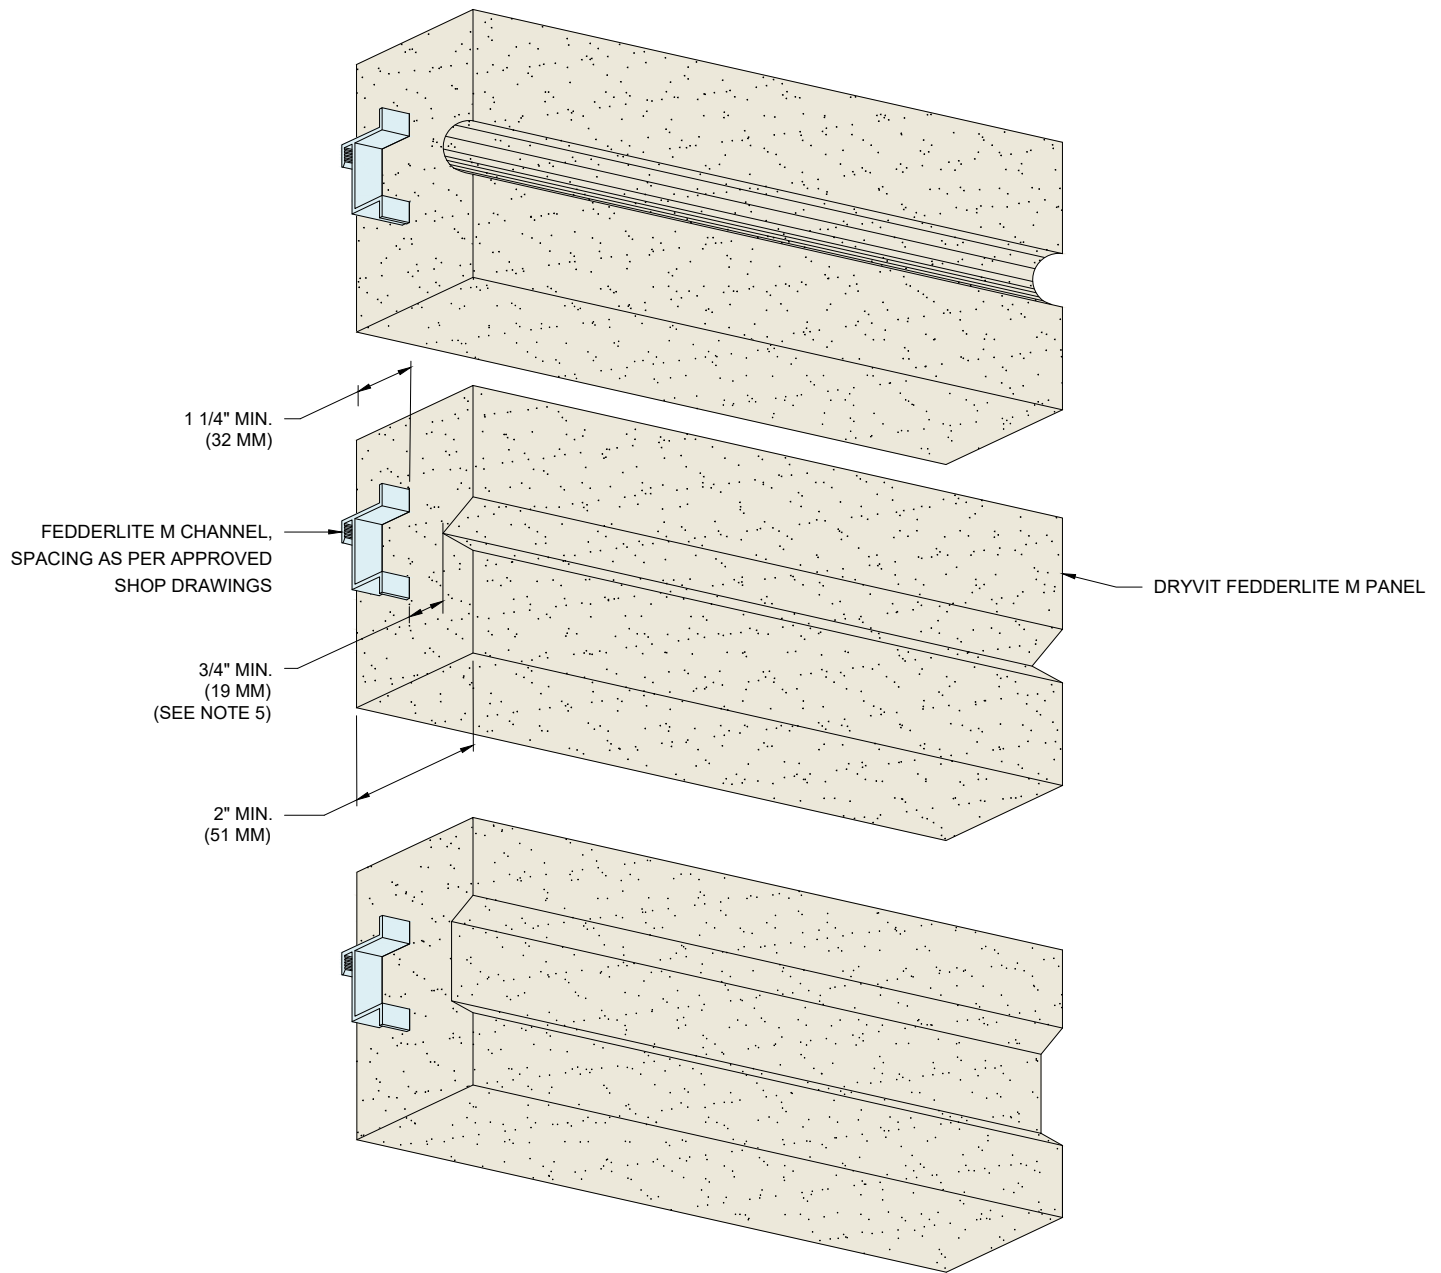 1 1/4" MIN.
(32 MM)
FEDDERLITE M CHANNEL,
SPACING AS PER APPROVED
SHOP DRAWINGS
DRYVIT FEDDERLITE M PANEL
3/4" MIN.
(19 MM)
(SEE NOTE 5)
2" MIN.
(51 MM)